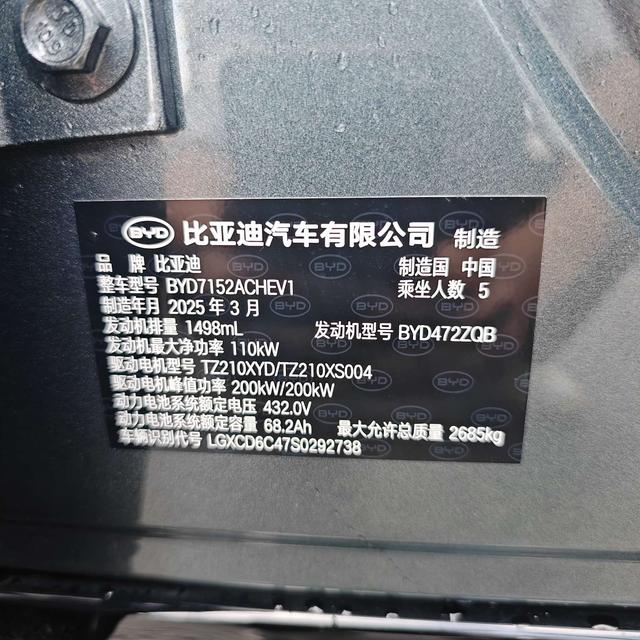 BYD 比亚迪汽车有限公司 制造
品 牌 比亚迪 制造国 中国
整车型号 BYD7152ACHEV1 乘坐人数 5
制造年月 2025 年 3 月
发动机排量 1498mL 发动机型号 BYD472ZQB
发动机最大净功率 110kW
驱动电机型号 TZ210XYD/TZ210XS004
驱动电机峰值功率 200kW/200kW
动力电池系统额定电压 432.0V
动力电池系统额定容量 68.2Ah 最大允许总质量 2685kg
车辆识别代号 LGXCD6C47S0292738